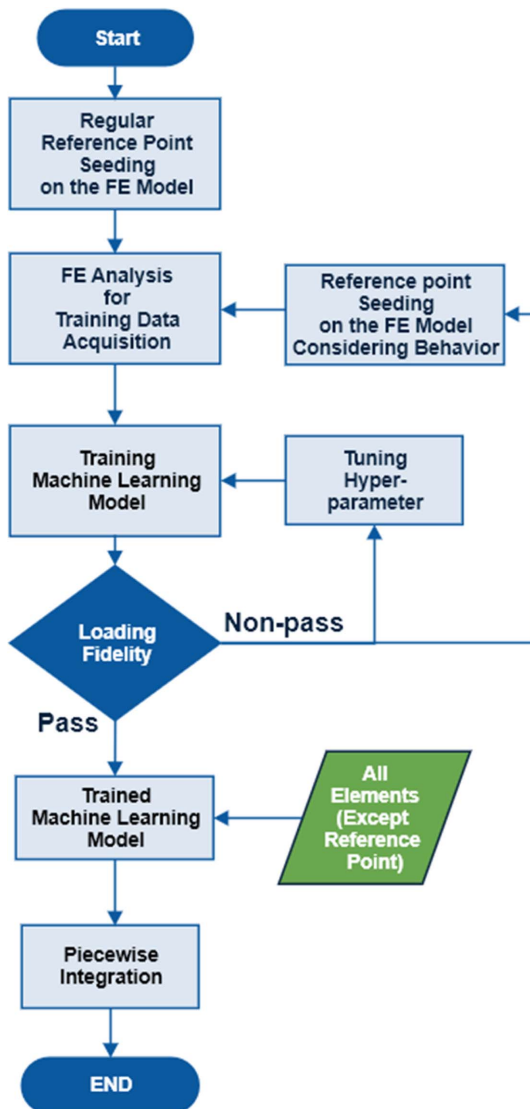 Start
Regular
Reference Point
Seeding
on the FE Model
FE Analysis
for
Training Data
Acquisition
Reference point
Seeding
on the FE Model
Considering Behavior
Training
Machine Learning
Model
Tuning
Hyper-
parameter
Loading
Fidelity
Non-pass
Pass
Trained
Machine Learning
Model
All
Elements
(Except
Reference
Point)
Piecewise
Integration
END